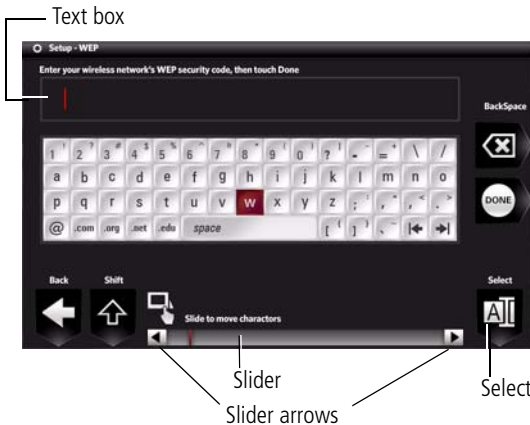 Text box
Setup - WEP
Enter your wireless network's WEP security code, then touch Done
BackSpace
1 ! 2 ? 3 # 4 $ 5 % 6 ^ 7 8 * 9 ( 0 ) ? ! - = + \ /
a b c d e f g h i j k l m n o
p q r s t u v w x y z ; : , . < . >
DONE
@ .com .org .net .edu space [ { ] }
Back Shift Select
A
Slide to move charactors
Slider
Select
Slider arrows